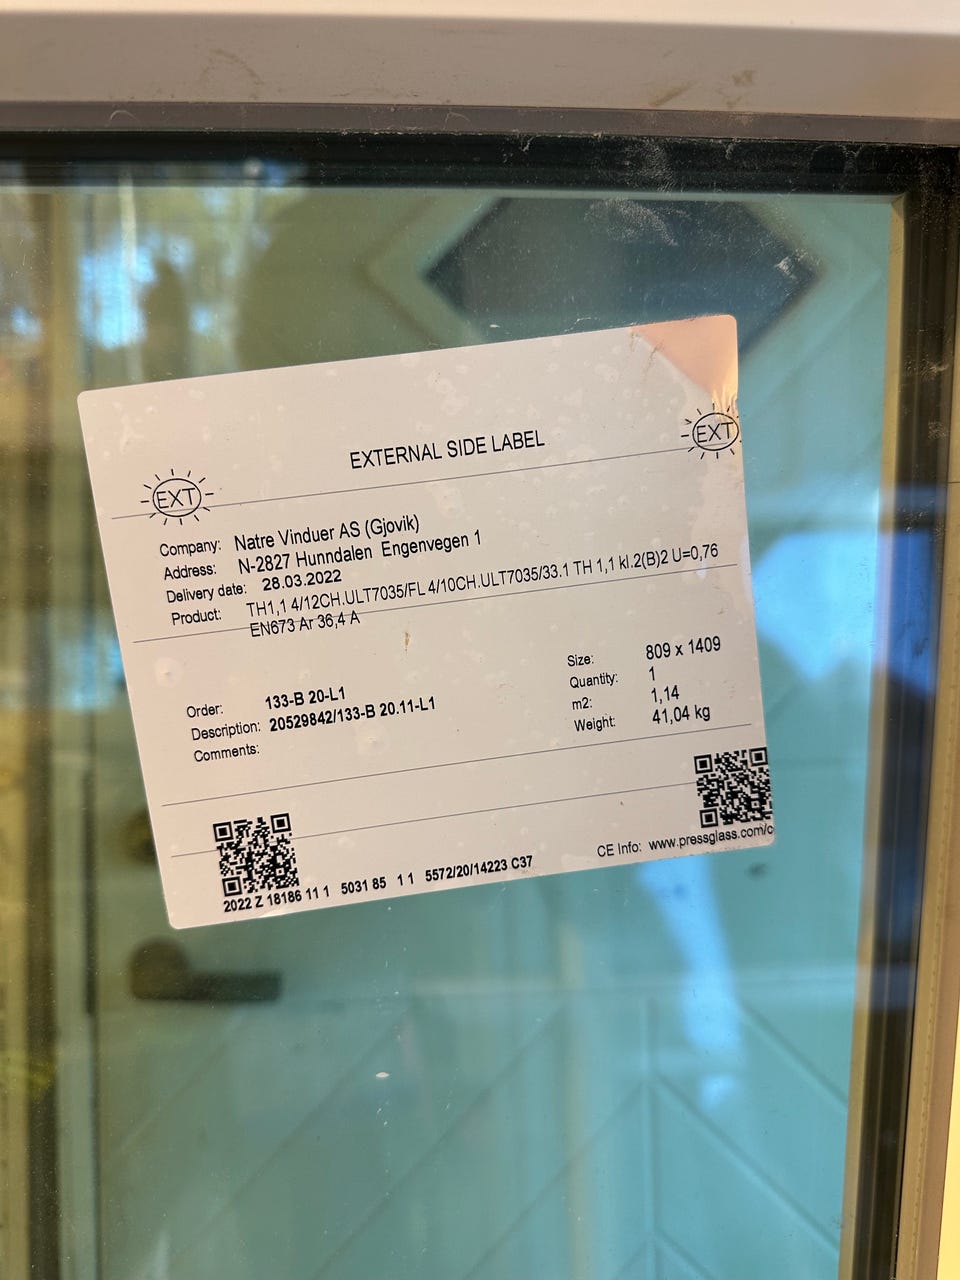 EXTERNAL SIDE LABEL
EXT
EXT
Company: Natre Vinduer AS (Gjovik)
Address: N-2827 Hunndalen Engenvegen 1
Delivery date: 28.03.2022
Product: TH1,1 4/12CH.ULT7035/FL 4/10CH.ULT7035/33.1 TH 1,1 kl.2(B)2 U=0,76
EN673 Ar 36,4 A
Order: 133-B 20-L1
Description: 20529842/133-B 20.11-L1
Comments:
Size: 809 x 1409
Quantity: 1
m2: 1,14
Weight: 41,04 kg
2022 Z 18186 11 1 5031 85 1 1 5572/20/14223 C37
CE Info: www.pressglass.com/c